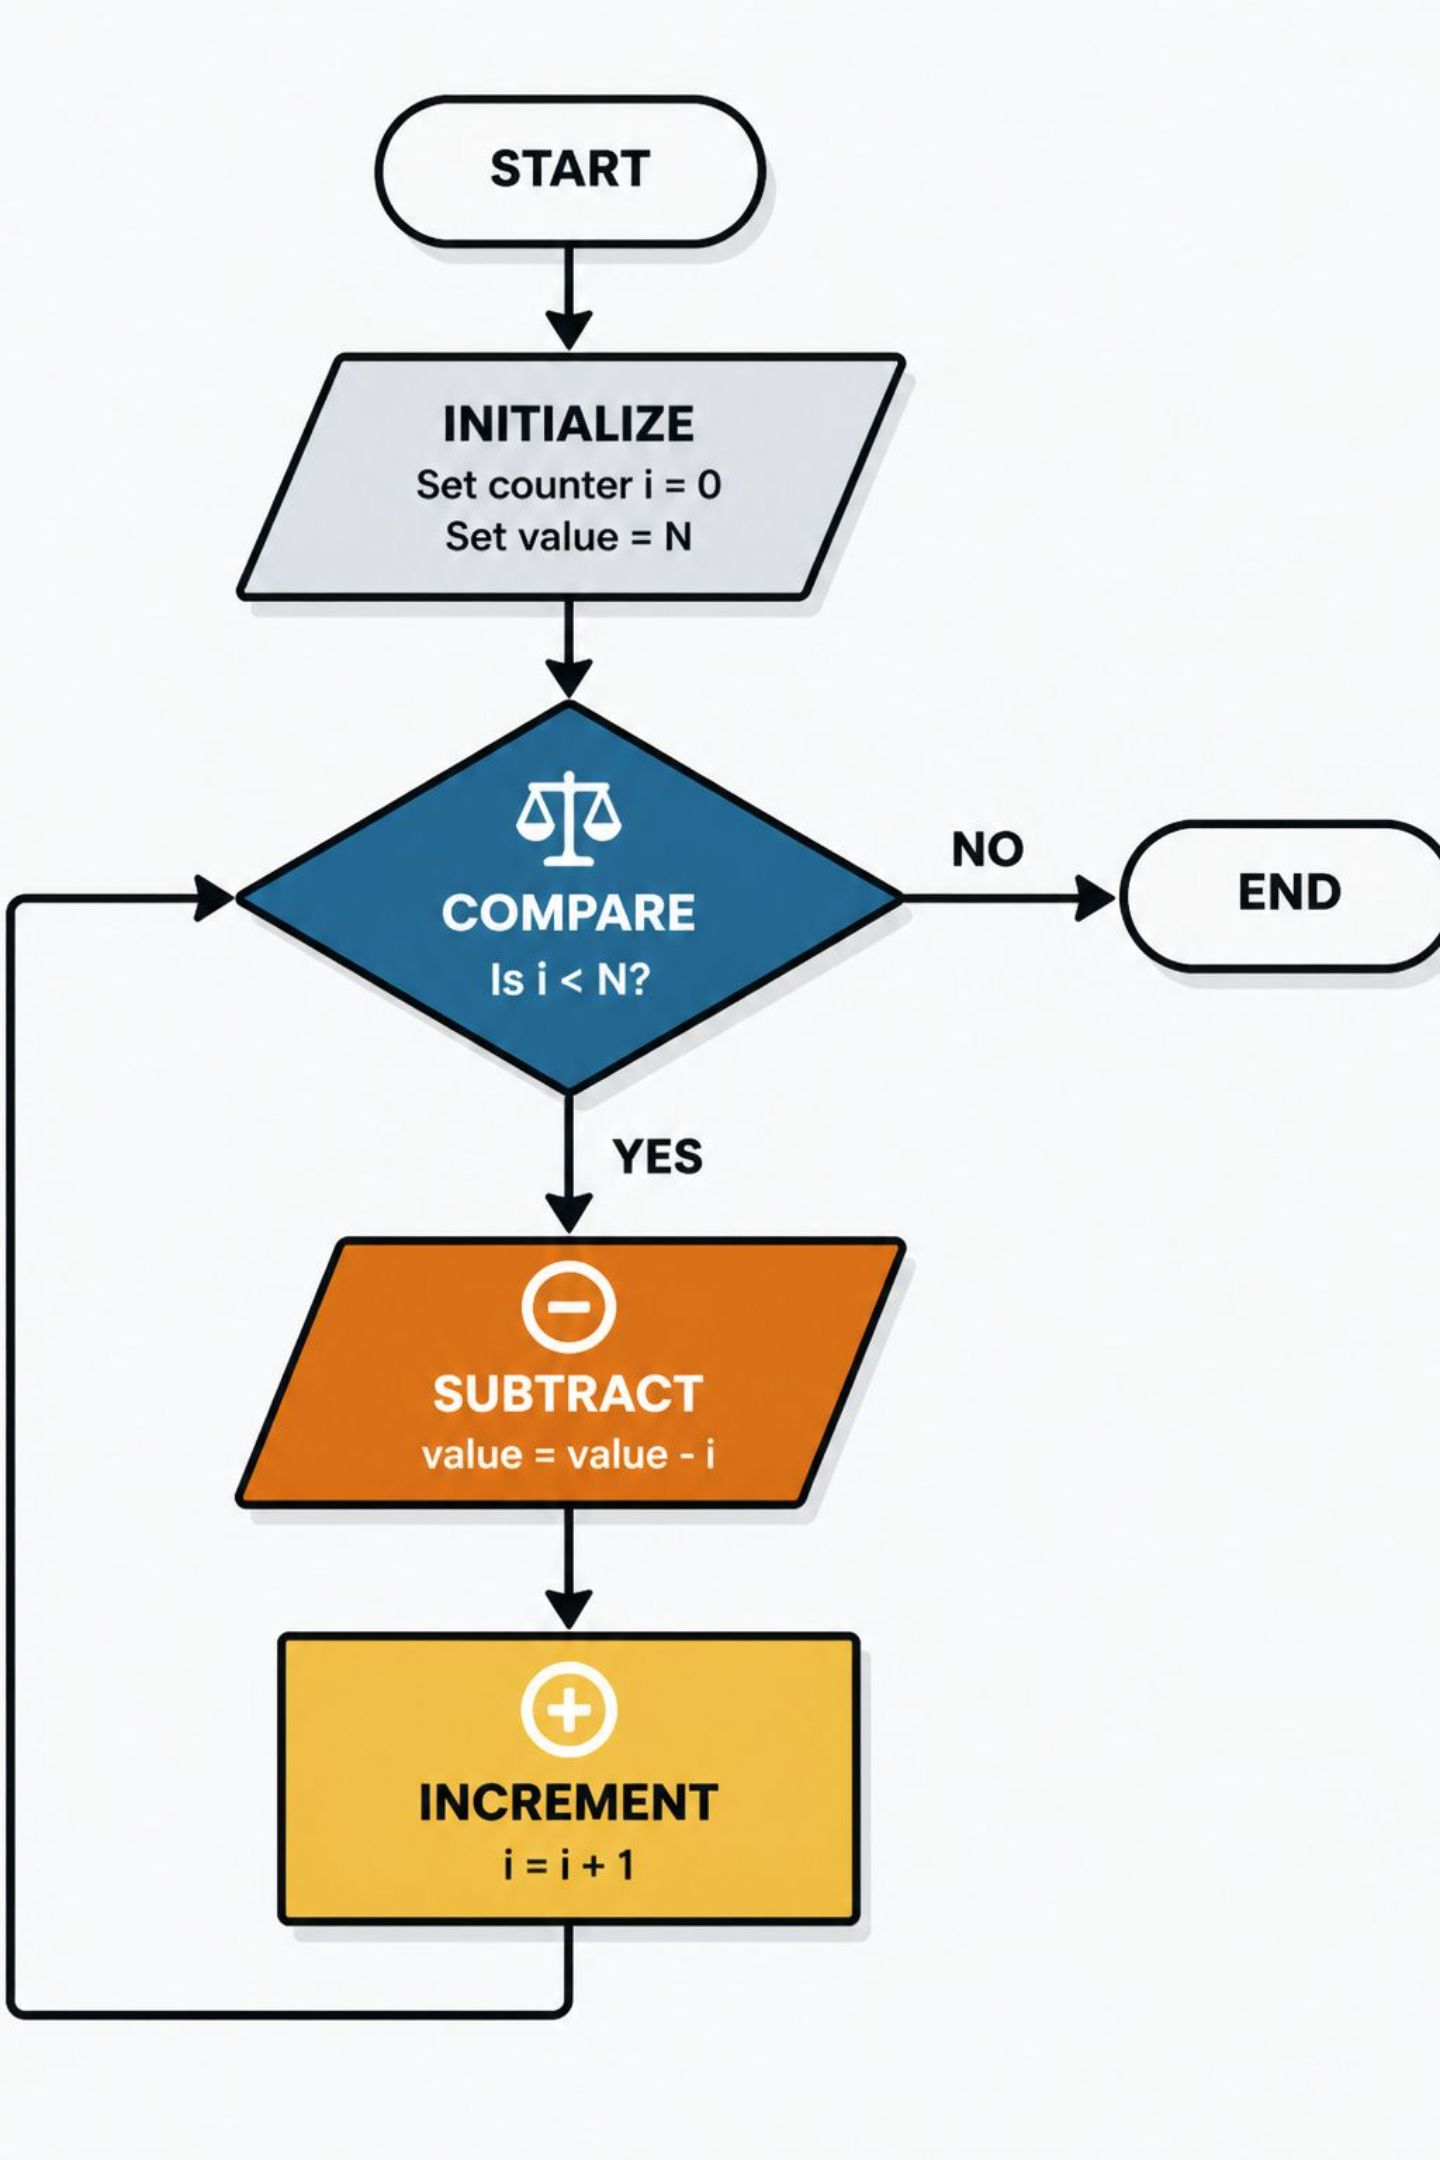 START
INITIALIZE
Set counter i = 0
Set value = N
COMPARE
Is i < N?
NO
END
YES
SUBTRACT
value = value - i
INCREMENT
i = i + 1